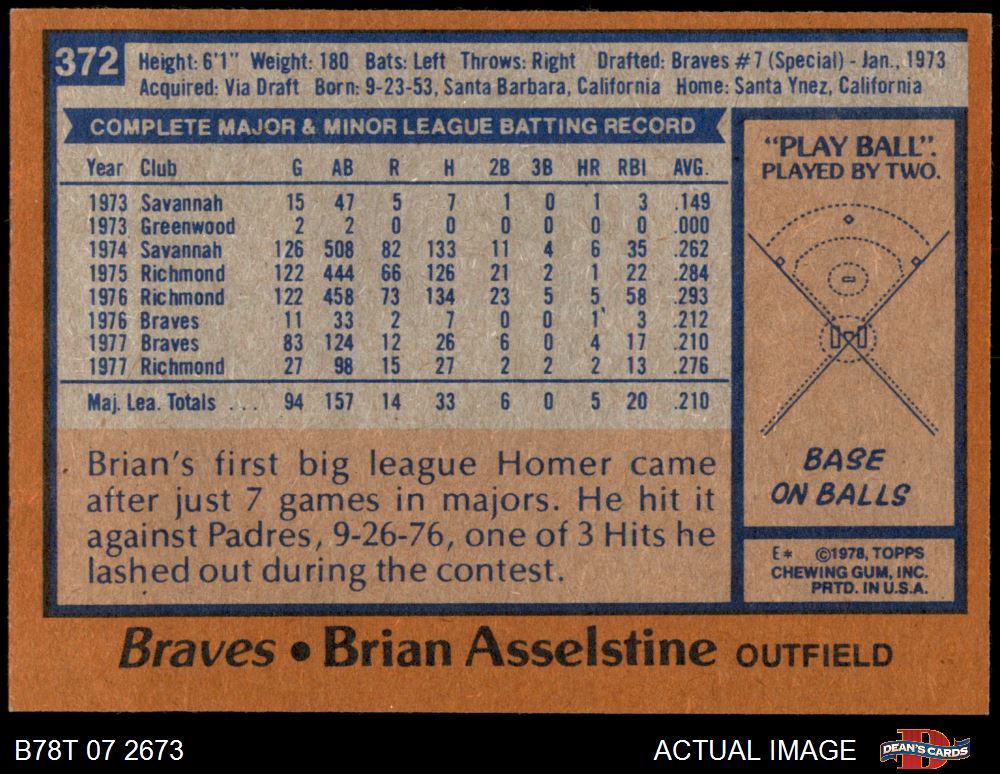 372
Height: 6'1" Weight: 180 Bats: Left Throws: Right Drafted: Braves #7 (Special) - Jan., 1973
Acquired: Via Draft Born: 9-23-53, Santa Barbara, California Home: Santa Ynez, California
COMPLETE MAJOR & MINOR LEAGUE BATTING RECORD
Year Club G AB R H 2B 3B HR RBI AVG.
1973 Savannah 15 47 5 7 1 0 1 3 .149
1973 Greenwood 2 2 0 0 0 0 0 0 .000
1974 Savannah 126 508 82 133 11 4 6 35 .262
1975 Richmond 122 444 66 126 21 2 1 22 .284
1976 Richmond 122 458 73 134 23 5 5 58 .293
1976 Braves 11 33 2 7 0 0 1 3 .212
1977 Braves 83 124 12 26 6 0 4 17 .210
1977 Richmond 27 98 15 27 2 2 2 13 .276
Maj. Lea. Totals ... 94 157 14 33 6 0 5 20 .210
Brian's first big league Homer came
after just 7 games in majors. He hit it
against Padres, 9-26-76, one of 3 Hits he
lashed out during the contest.
"PLAY BALL".
PLAYED BY TWO.
BASE
ON BALLS
E* ©1978, TOPPS
CHEWING GUM, INC.
PRTD. IN U.S.A.
Braves • Brian Asselstine OUTFIELD
B78T 07 2673
ACTUAL IMAGE
DEAN'S CARDS